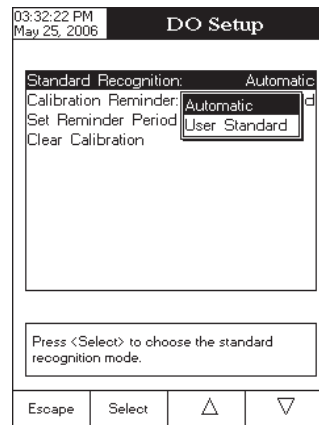 03:32:22 PM
May 25, 2006
DO Setup
Standard Recognition: Automatic
Calibration Reminder: d
Automatic
Set Reminder Period
User Standard
Clear Calibration
Press <Select> to choose the standard
recognition mode.
Escape Select △ ▽